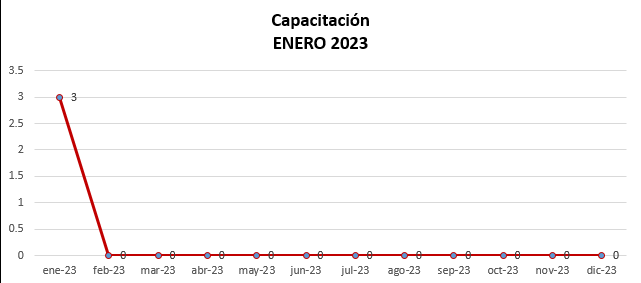 Capacitación
ENERO 2023
3.5
3
2.5
2
1.5
1
0.5
0
3
0 0 0 0 0 0 0 0 0 0 0
ene-23 feb-23 mar-23 abr-23 may-23 jun-23 jul-23 ago-23 sep-23 oct-23 nov-23 dic-23